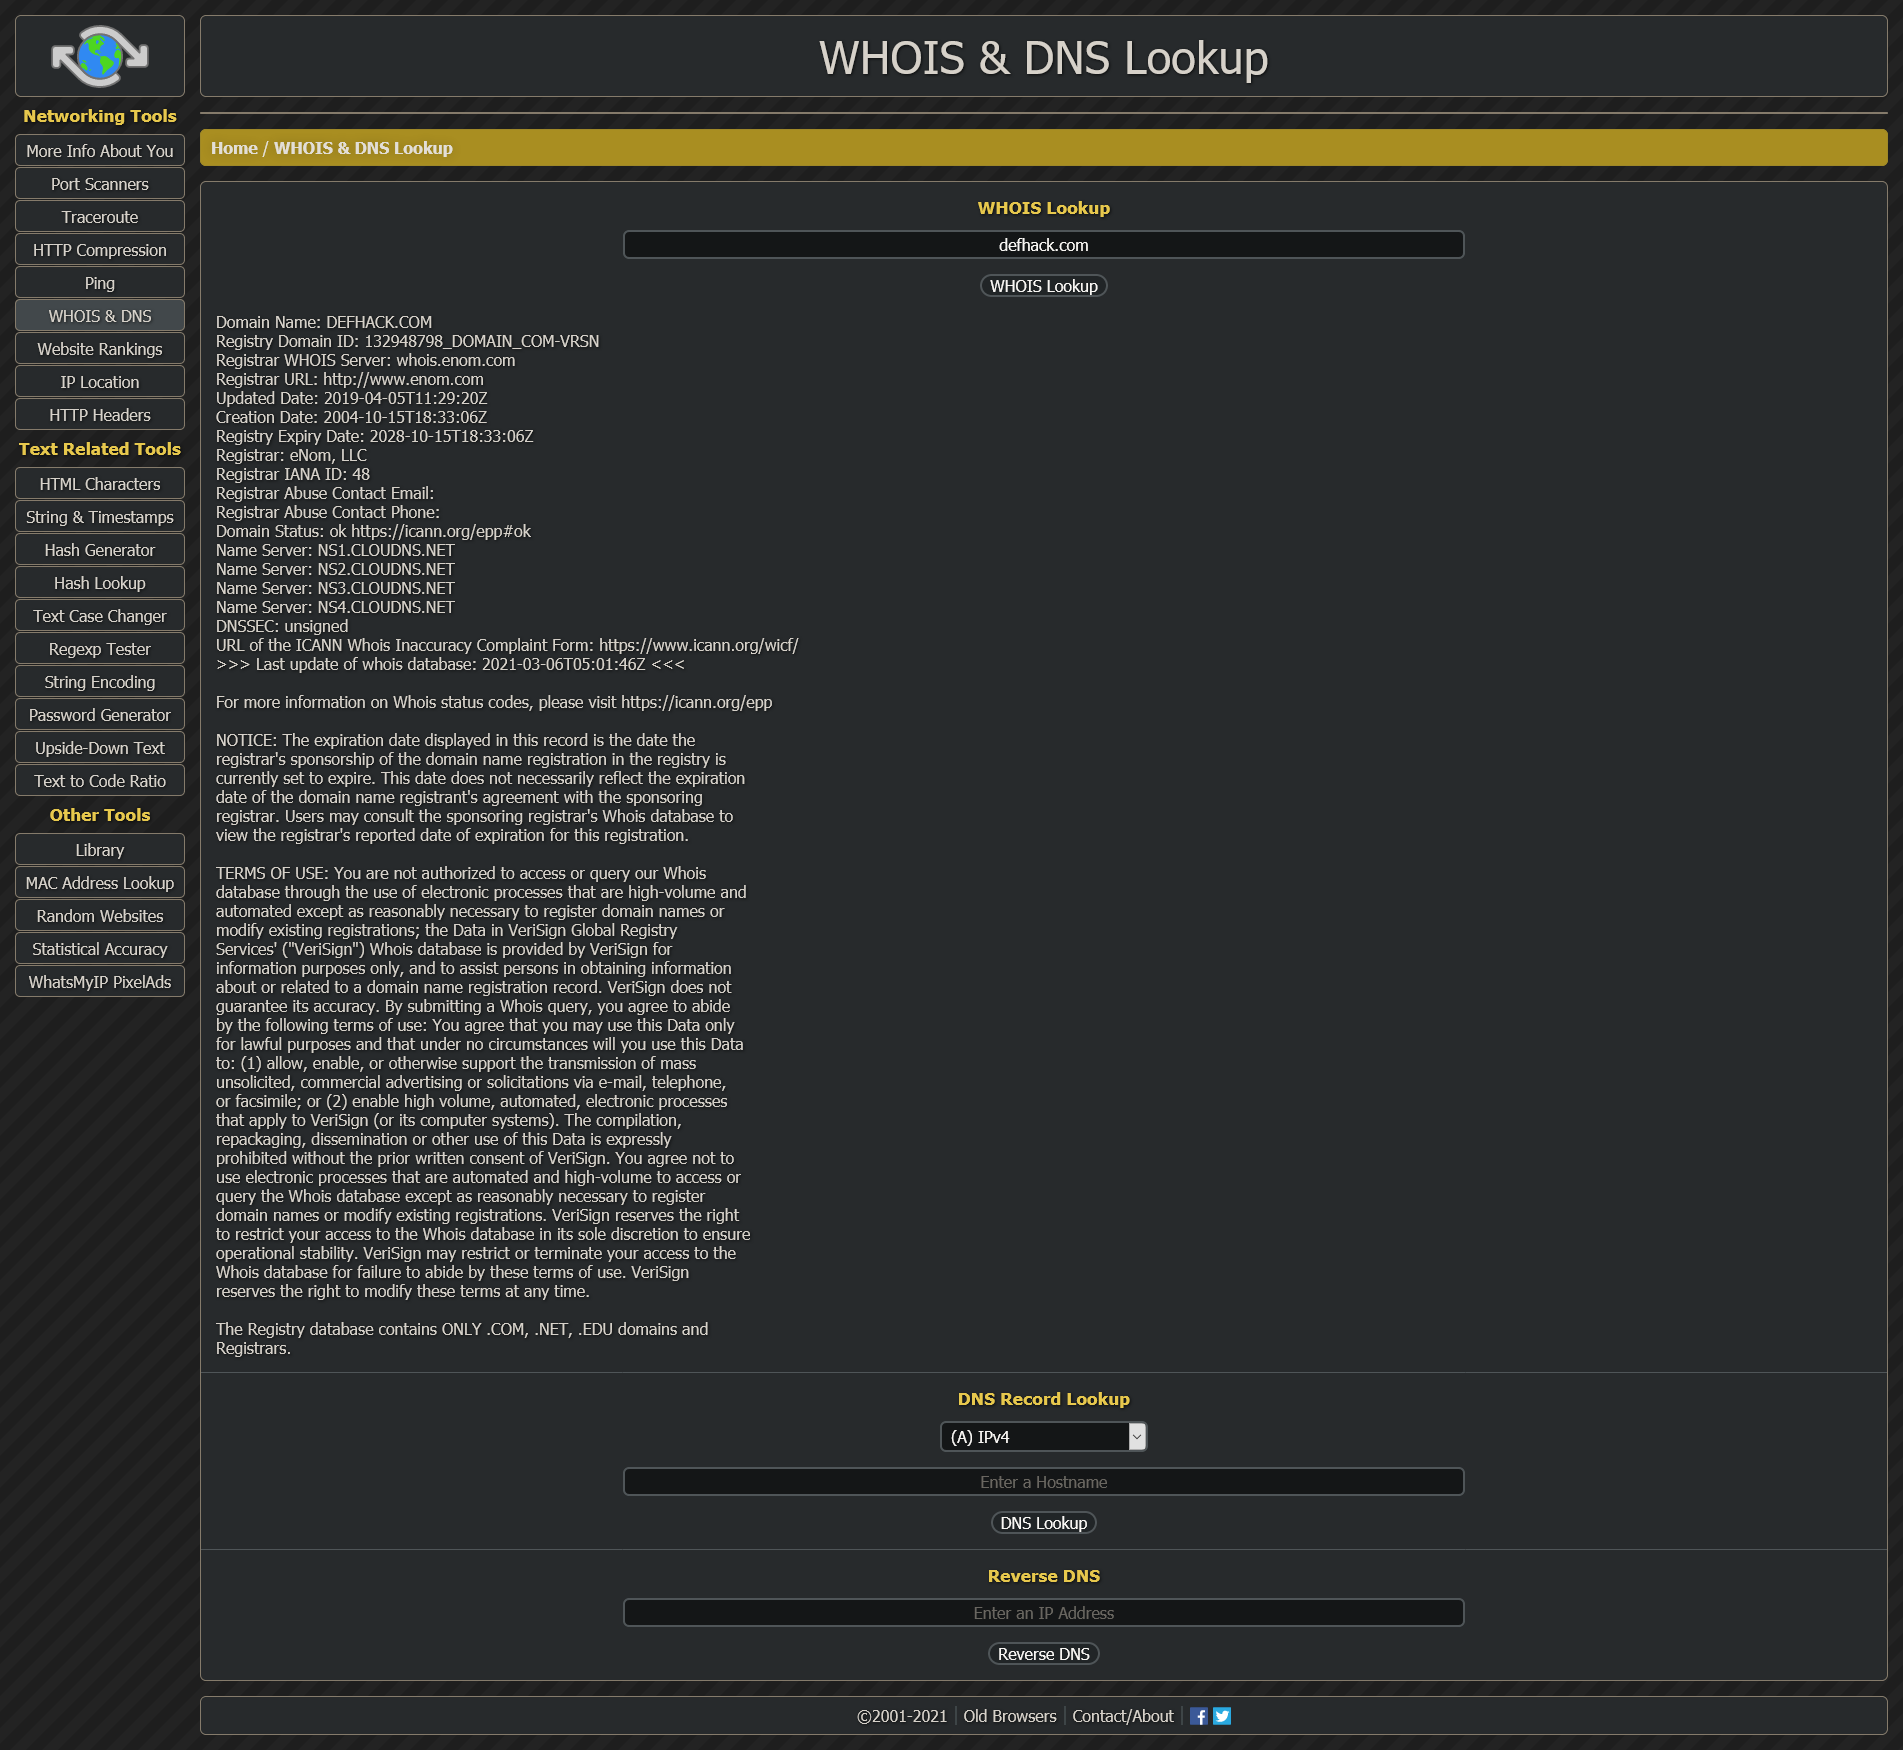 WHOIS & DNS Lookup
Networking Tools
More Info About You
Port Scanners
Traceroute
HTTP Compression
Ping
WHOIS & DNS
Website Rankings
IP Location
HTTP Headers
Text Related Tools
HTML Characters
String & Timestamps
Hash Generator
Hash Lookup
Text Case Changer
Regexp Tester
String Encoding
Password Generator
Upside-Down Text
Text to Code Ratio
Other Tools
Library
MAC Address Lookup
Random Websites
Statistical Accuracy
WhatsMyIP PixelAds
Home / WHOIS & DNS Lookup
WHOIS Lookup
defhack.com
WHOIS Lookup
Domain Name: DEFHACK.COM
Registry Domain ID: 132948798_DOMAIN_COM-VRSN
Registrar WHOIS Server: whois.enom.com
Registrar URL: http://www.enom.com
Updated Date: 2019-04-05T11:29:20Z
Creation Date: 2004-10-15T18:33:06Z
Registry Expiry Date: 2028-10-15T18:33:06Z
Registrar: eNom, LLC
Registrar IANA ID: 48
Registrar Abuse Contact Email:
Registrar Abuse Contact Phone:
Domain Status: ok https://icann.org/epp#ok
Name Server: NS1.CLOUDNS.NET
Name Server: NS2.CLOUDNS.NET
Name Server: NS3.CLOUDNS.NET
Name Server: NS4.CLOUDNS.NET
DNSSEC: unsigned
URL of the ICANN Whois Inaccuracy Complaint Form: https://www.icann.org/wicf/
>>> Last update of whois database: 2021-03-06T05:01:46Z <<<
For more information on Whois status codes, please visit https://icann.org/epp
NOTICE: The expiration date displayed in this record is the date the
registrar's sponsorship of the domain name registration in the registry is
currently set to expire. This date does not necessarily reflect the expiration
date of the domain name registrant's agreement with the sponsoring
registrar. Users may consult the sponsoring registrar's Whois database to
view the registrar's reported date of expiration for this registration.
TERMS OF USE: You are not authorized to access or query our Whois
database through the use of electronic processes that are high-volume and
automated except as reasonably necessary to register domain names or
modify existing registrations; the Data in VeriSign Global Registry
Services' ("VeriSign") Whois database is provided by VeriSign for
information purposes only, and to assist persons in obtaining information
about or related to a domain name registration record. VeriSign does not
guarantee its accuracy. By submitting a Whois query, you agree to abide
by the following terms of use: You agree that you may use this Data only
for lawful purposes and that under no circumstances will you use this Data
to: (1) allow, enable, or otherwise support the transmission of mass
unsolicited, commercial advertising or solicitations via e-mail, telephone,
or facsimile; or (2) enable high volume, automated, electronic processes
that apply to VeriSign (or its computer systems). The compilation,
repackaging, dissemination or other use of this Data is expressly
prohibited without the prior written consent of VeriSign. You agree not to
use electronic processes that are automated and high-volume to access or
query the Whois database except as reasonably necessary to register
domain names or modify existing registrations. VeriSign reserves the right
to restrict your access to the Whois database in its sole discretion to ensure
operational stability. VeriSign may restrict or terminate your access to the
Whois database for failure to abide by these terms of use. VeriSign
reserves the right to modify these terms at any time.
The Registry database contains ONLY .COM, .NET, .EDU domains and
Registrars.
DNS Record Lookup
(A) IPv4
Enter a Hostname
DNS Lookup
Reverse DNS
Enter an IP Address
Reverse DNS
©2001-2021 Old Browsers Contact/About